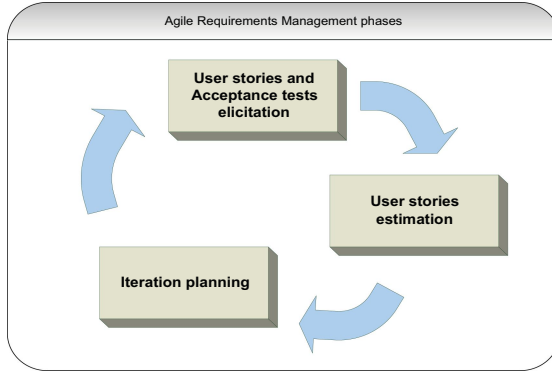 Agile Requirements Management phases
User stories and
Acceptance tests
elicitation
User stories
estimation
Iteration planning